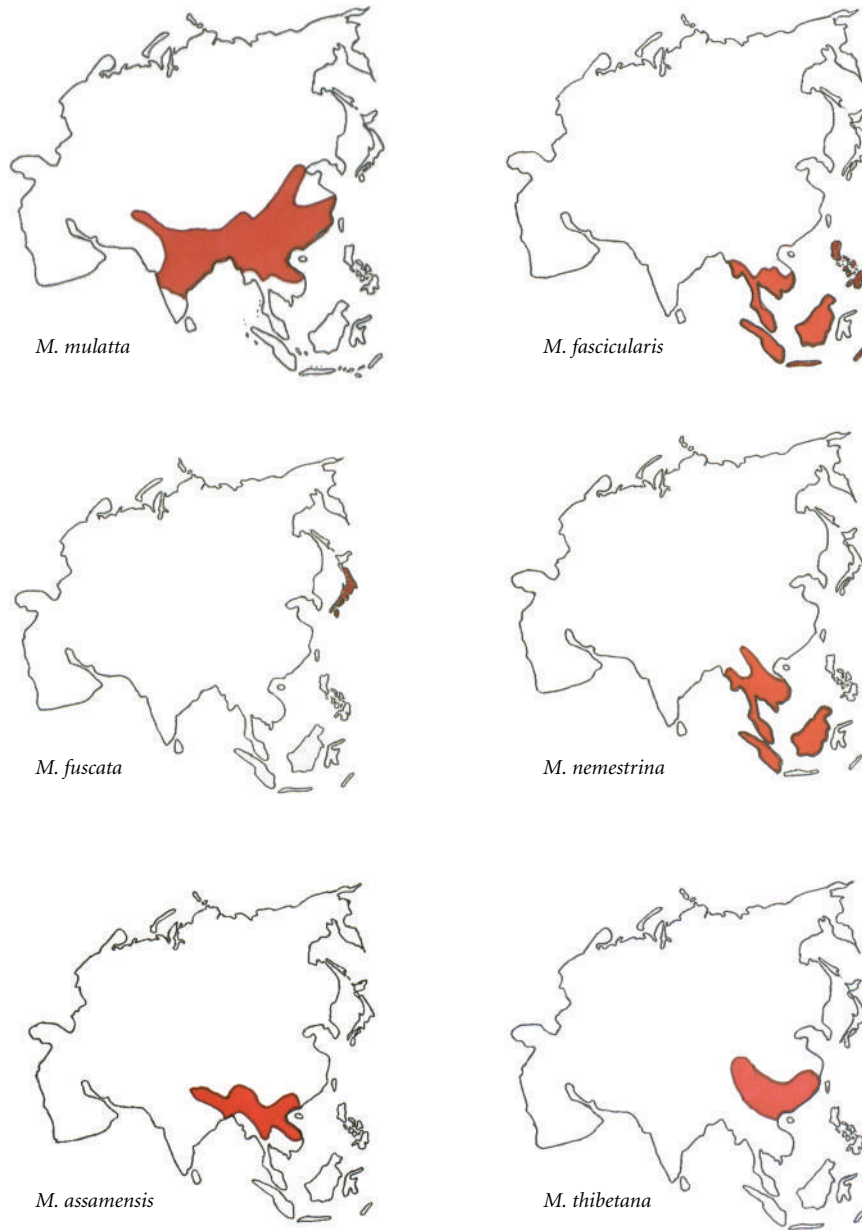 M. mulatta
M. fascicularis
M. fuscata
M. nemestrina
M. assamensis
M. thibetana